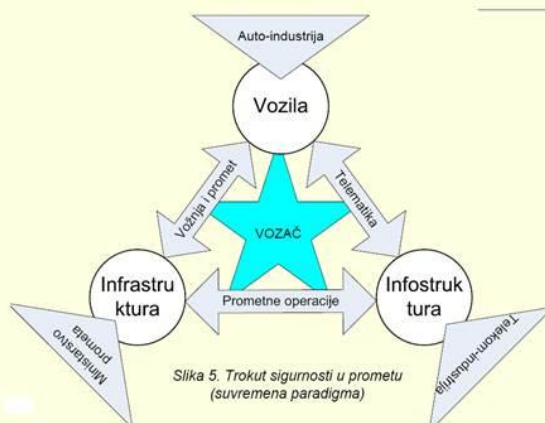 Auto-industrija
Vozila
Vožnja i promet
Telematika
VOZAČ
Infrastru
ktura
Prometne operacije
Infostruk
tura
Ministarstvo
prometa
Telekom-industrija
Slika 5. Trokut sigurnosti u prometu
(suvremena paradigma)